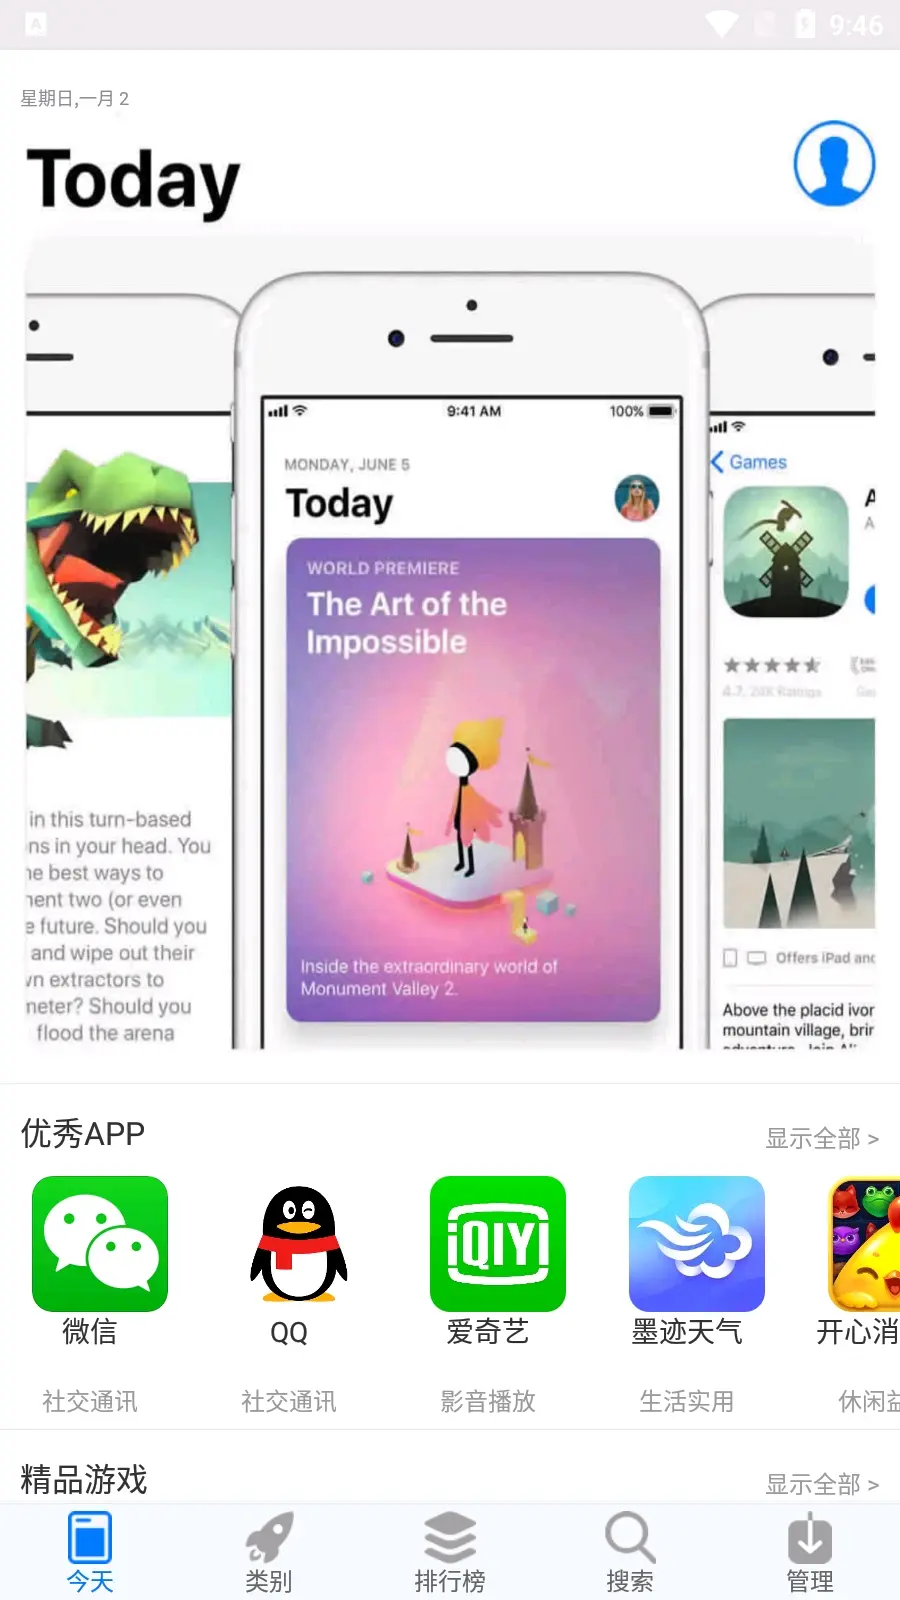 A
9:46
星期日,一月 2
Today
9:41 AM
100%
MONDAY, JUNE 5
Today
Games
A
A
WORLD PREMIERE
The Art of the
Impossible
4.7, 24K Ratings
in this turn-based
ns in your head. You
he best ways to
nent two (or even
e future. Should you
and wipe out their
vn extractors to
neter? Should you
flood the arena
Inside the extraordinary world of
Monument Valley 2.
Offers iPad and
Above the placid ivor
mountain village, brin
优秀APP
显示全部 >
iQIYI
微信
QQ
爱奇艺
墨迹天气
开心消
社交通讯
社交通讯
影音播放
生活实用
休闲益
精品游戏
显示全部 >
今天
类别
排行榜
搜索
管理